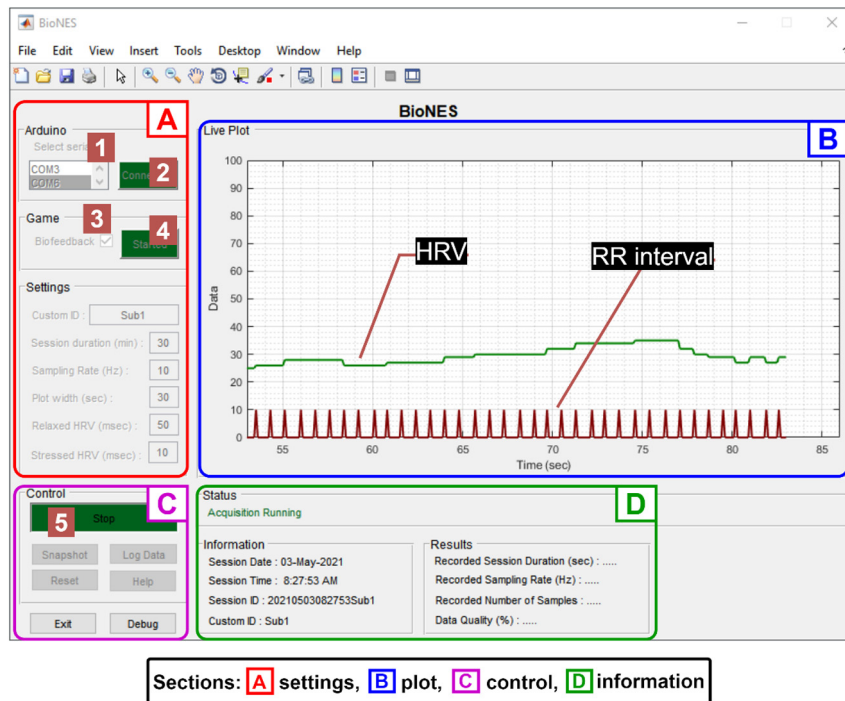 BioNES
File Edit View Insert Tools Desktop Window Help
BioNES
A
Arduino
Select seri
1
COM3
COM6
Conne
2
Game
3
Biofeedback
Star
4
Settings
Custom ID : Sub1
Session duration (min) : 30
Sampling Rate (Hz) : 10
Plot width (sec) : 30
Relaxed HRV (msec) : 50
Stressed HRV (msec) : 10
Live Plot
B
100
90
80
70
60
50
40
30
20
10
0
Data
HRV
RR interval
55 60 65 70 75 80 85
Time (sec)
Control
C
5
Stop
Snapshot Log Data
Reset Help
Exit Debug
Status
D
Acquisition Running
Information
Session Date : 03-May-2021
Session Time : 8:27:53 AM
Session ID : 20210503082753Sub1
Custom ID : Sub1
Results
Recorded Session Duration (sec) : .....
Recorded Sampling Rate (Hz) : .....
Recorded Number of Samples : .....
Data Quality (%) : .....
Sections: A settings, B plot, C control, D information